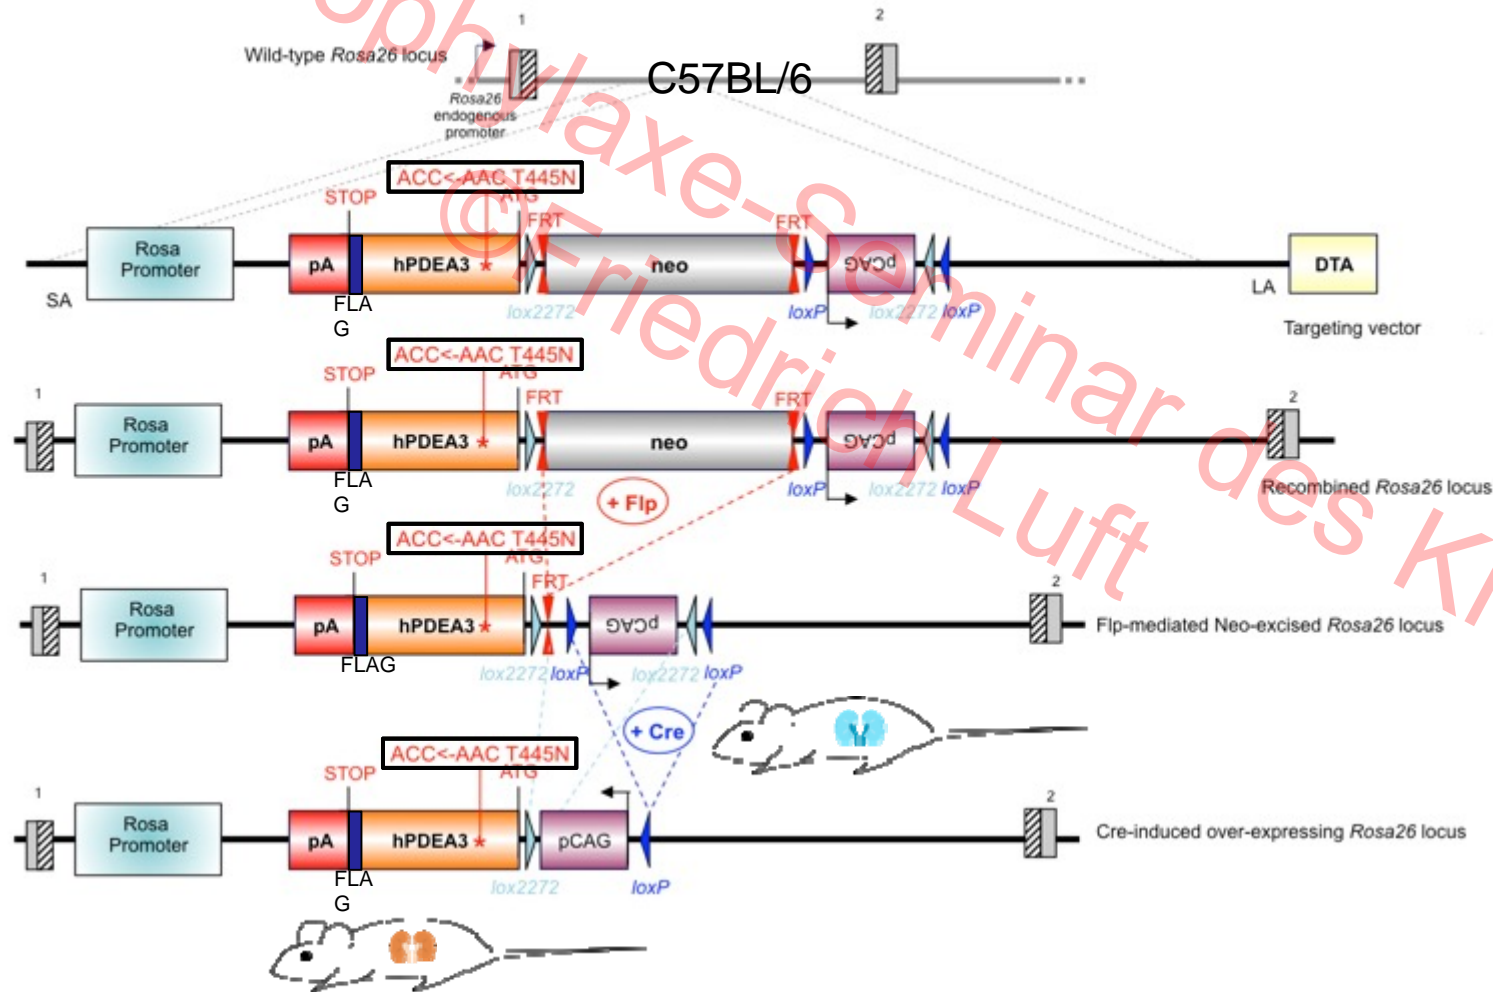 1
2
Wild-type Rosa26 locus
C57BL/6
Rosa26
endogenous
promoter
ACC<-AAC T445N
STOP
ATG
FRT
FRT
Rosa
Promoter
pA
hPDEA3 *
neo
pCAG
DTA
SA
FLA
G
lox2272
loxP
lox2272
loxP
LA
Targeting vector
ACC<-AAC T445N
STOP
ATG
FRT
FRT
1
2
Rosa
Promoter
pA
hPDEA3 *
neo
pCAG
FLA
G
lox2272
+ Flp
loxP
lox2272
loxP
Recombined Rosa26 locus
ACC<-AAC T445N
STOP
ATG
FRT
1
2
Rosa
Promoter
pA
hPDEA3 *
pCAG
Flp-mediated Neo-excised Rosa26 locus
FLAG
lox2272
loxP
lox2272
loxP
+ Cre
ACC<-AAC T445N
STOP
ATG
1
2
Rosa
Promoter
pA
hPDEA3 *
pCAG
Cre-induced over-expressing Rosa26 locus
FLA
G
lox2272
loxP
ophylaxe-Seminar des Kl
©Friedrich Luft